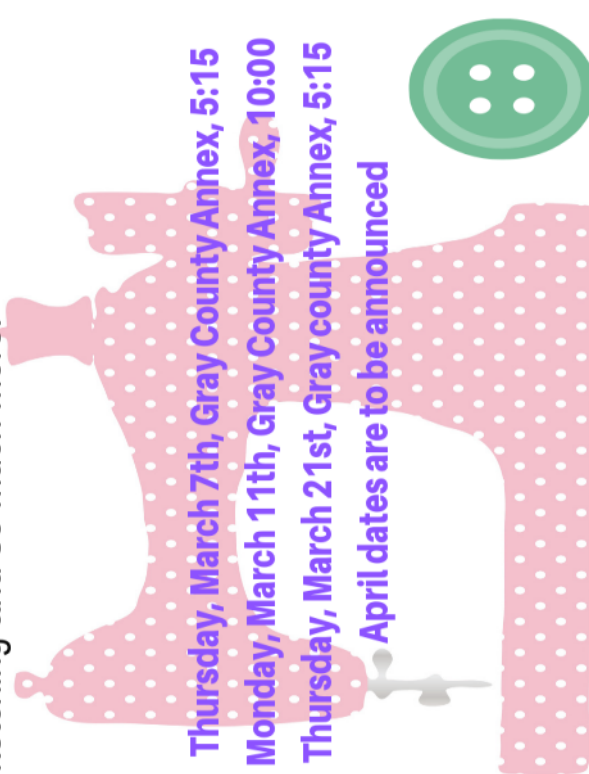 Thursday, March 7th, Gray County Annex, 5:15
Monday, March 11th, Gray County Annex, 10:00
Thursday, March 21st, Gray county Annex, 5:15
April dates are to be announced